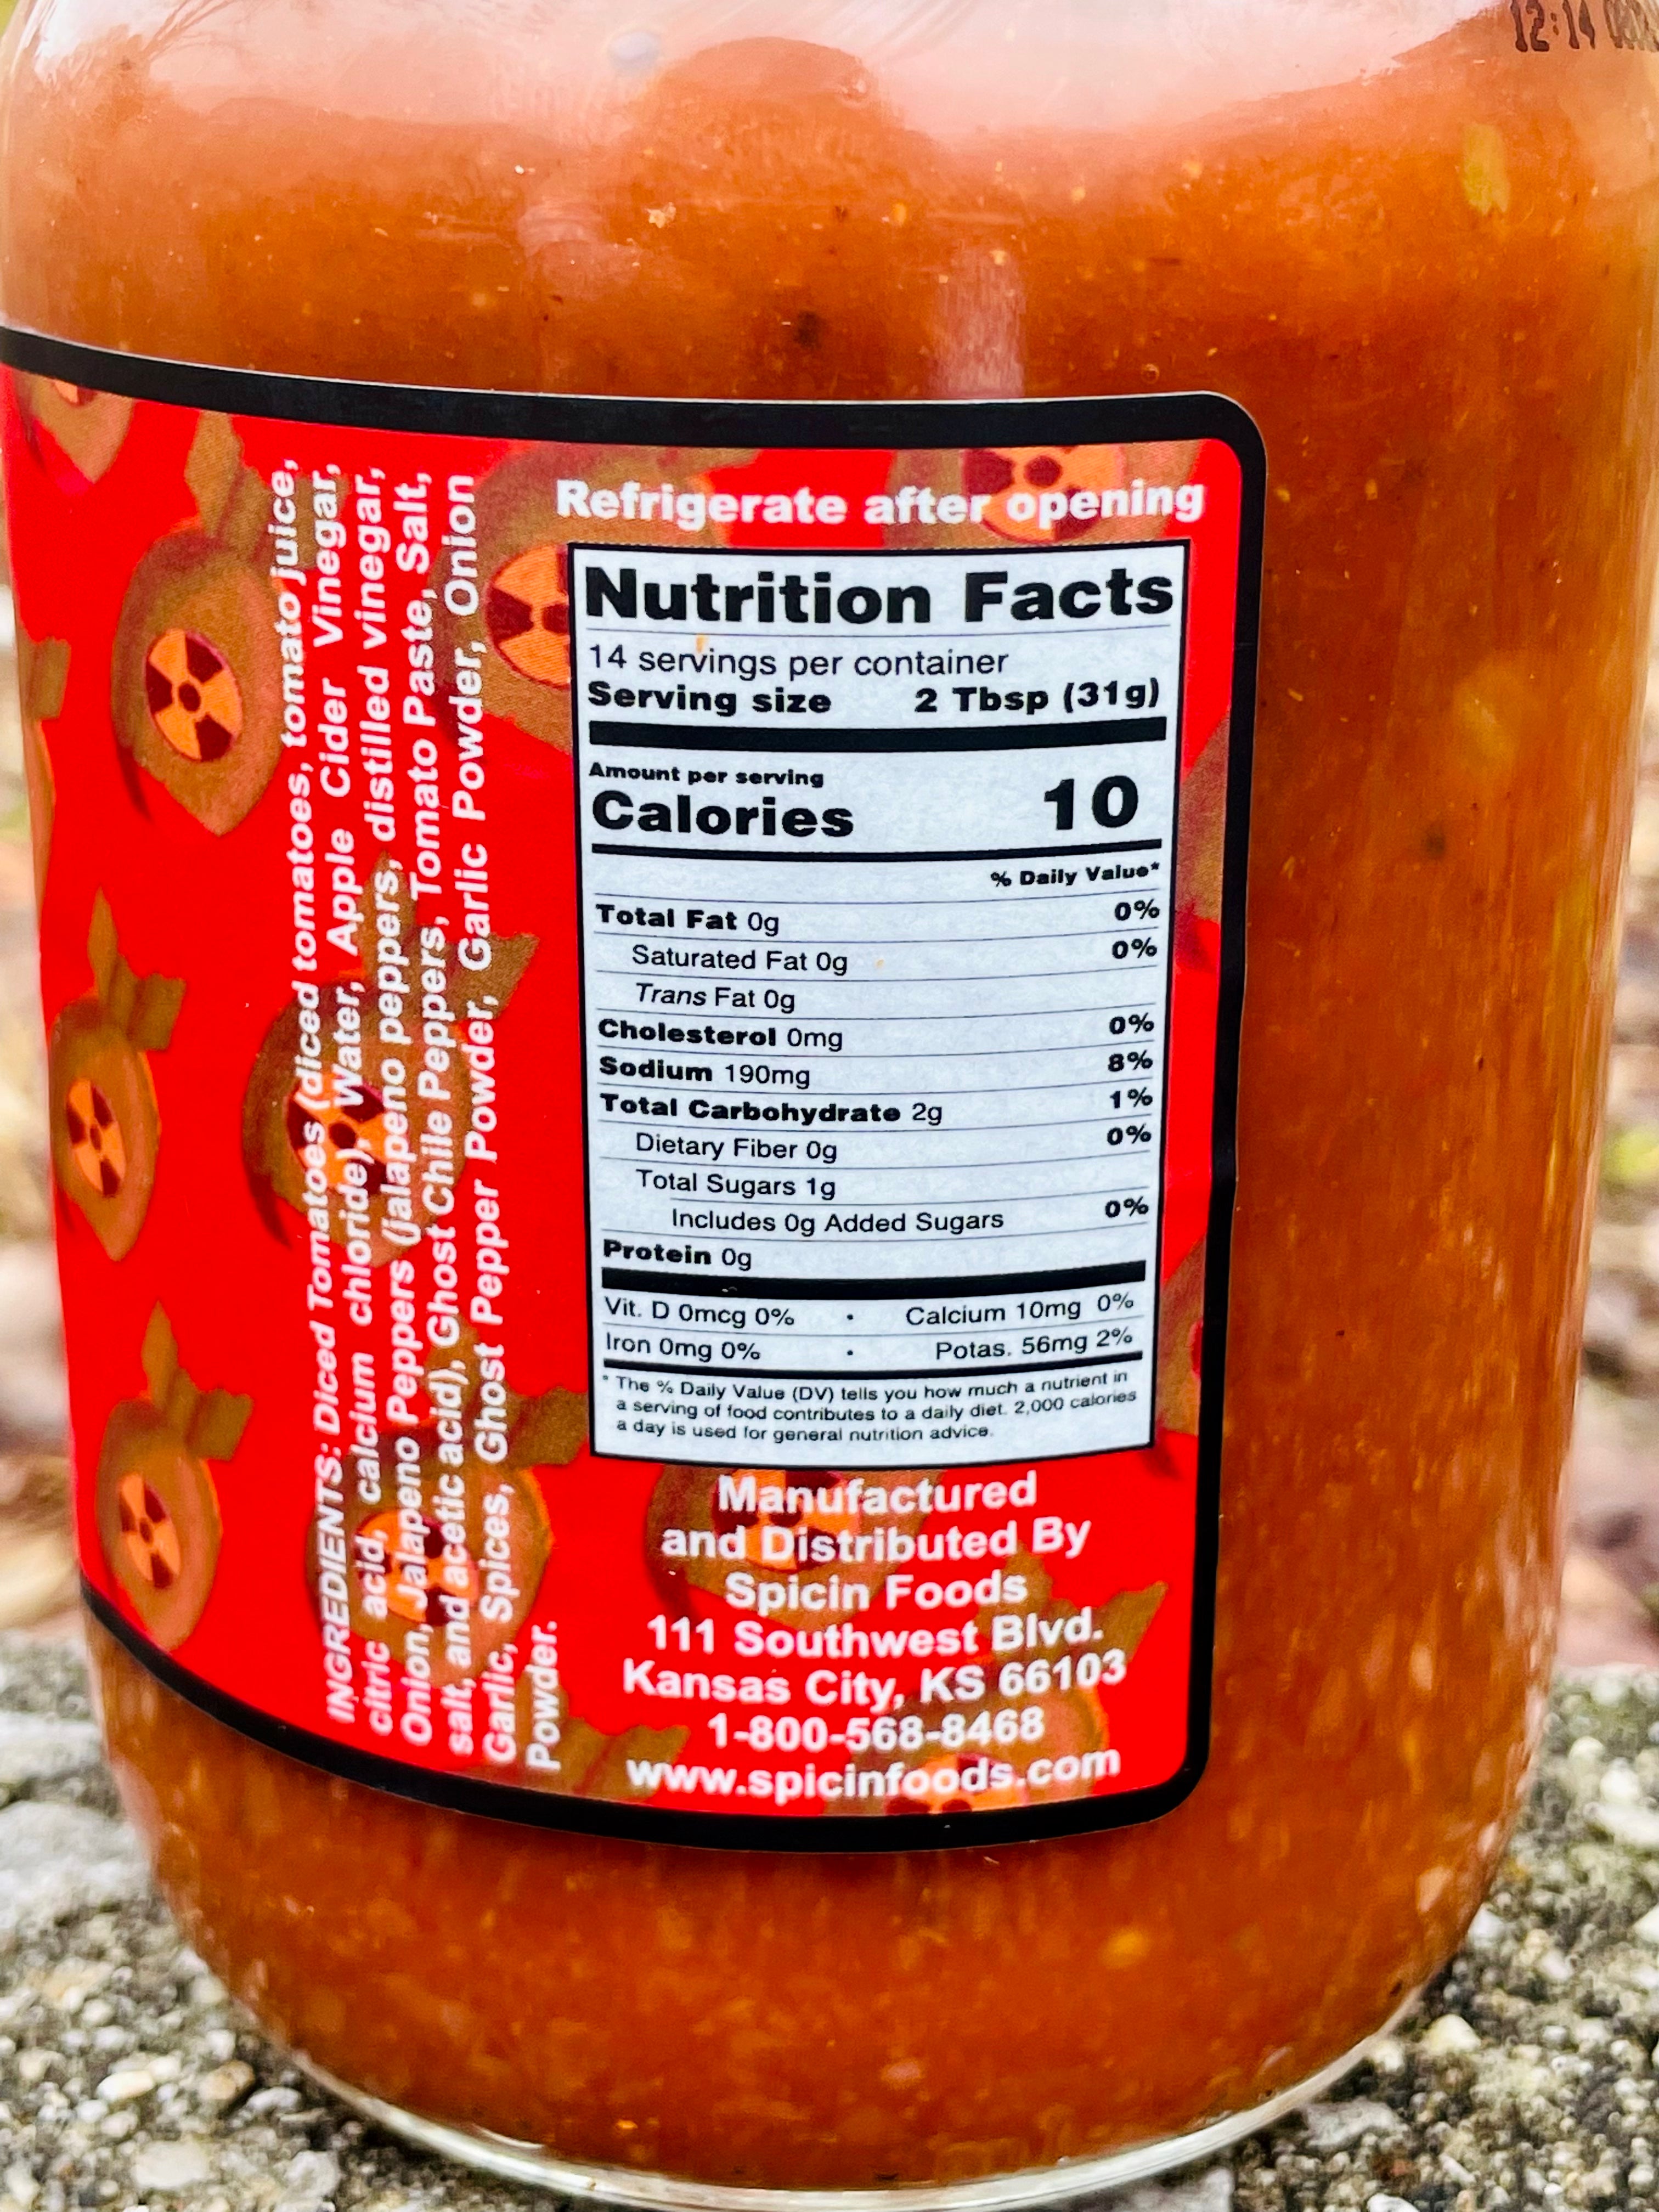 12:14
INGREDIENTS: Diced Tomatoes (diced tomatoes, tomato juice,
citric acid, calcium chloride), Water, Apple Cider Vinegar,
Onion, Jalapeno Peppers (jalapeno peppers, distilled vinegar,
salt, and acetic acid), Ghost Chile Peppers, Tomato Paste, Salt,
Garlic, Spices, Ghost Pepper Powder, Garlic Powder, Onion
Powder.
Refrigerate after opening
Nutrition Facts
14 servings per container
Serving size 2 Tbsp (31g)
Amount per serving
Calories 10
% Daily Value*
Total Fat 0g 0%
Saturated Fat 0g 0%
Trans Fat 0g
Cholesterol 0mg 0%
Sodium 190mg 8%
Total Carbohydrate 2g 1%
Dietary Fiber 0g 0%
Total Sugars 1g
Includes 0g Added Sugars 0%
Protein 0g
Vit. D 0mcg 0% • Calcium 10mg 0%
Iron 0mg 0% • Potas. 56mg 2%
* The % Daily Value (DV) tells you how much a nutrient in
a serving of food contributes to a daily diet. 2,000 calories
a day is used for general nutrition advice.
Manufactured
and Distributed By
Spicin Foods
111 Southwest Blvd.
Kansas City, KS 66103
1-800-568-8468
www.spicinfoods.com